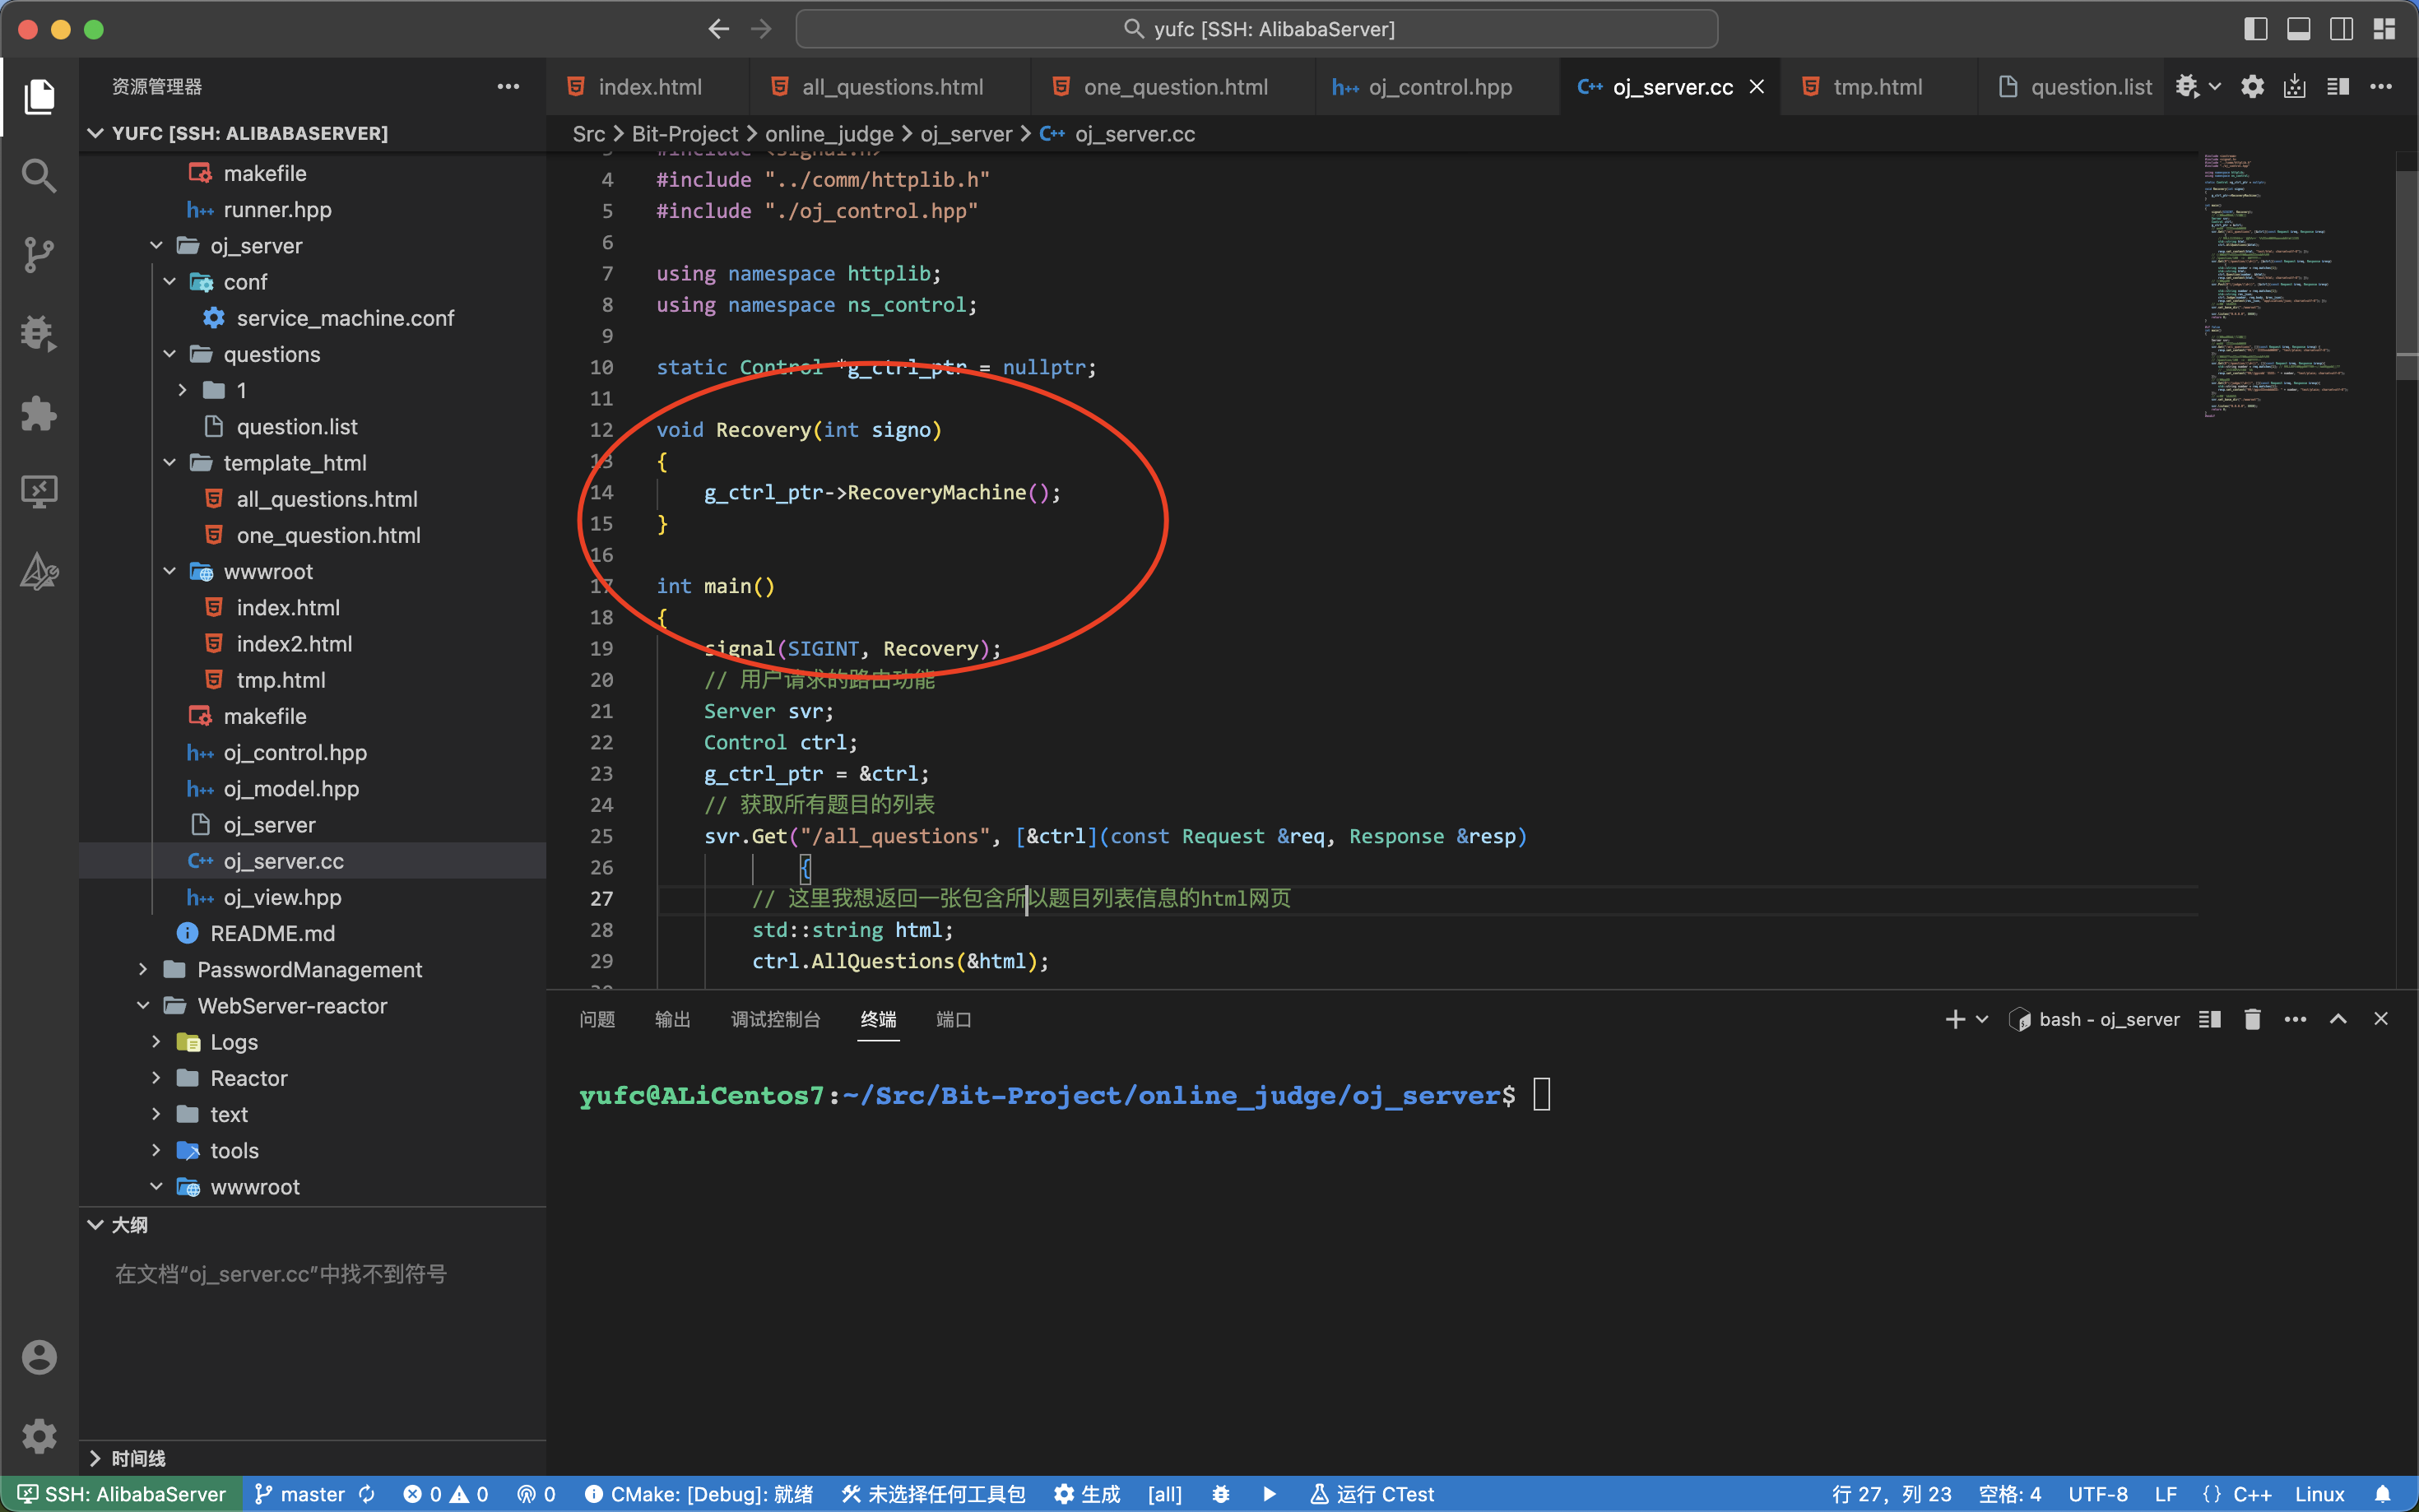 yufc [SSH: AlibabaServer]
资源管理器
index.html
all_questions.html
one_question.html
oj_control.hpp
oj_server.cc
tmp.html
question.list
YUFC [SSH: ALIBABASERVER]
makefile
runner.hpp
oj_server
conf
service_machine.conf
questions
1
question.list
template_html
all_questions.html
one_question.html
wwwroot
index.html
index2.html
tmp.html
makefile
oj_control.hpp
oj_model.hpp
oj_server
oj_server.cc
oj_view.hpp
README.md
PasswordManagement
WebServer-reactor
Logs
Reactor
text
tools
wwwroot
大纲
在文档“oj_server.cc”中找不到符号
时间线
Src > Bit-Project > online_judge > oj_server > C++ oj_server.cc
4 #include "../comm/httplib.h"
5 #include "./oj_control.hpp"
6
7 using namespace httplib;
8 using namespace ns_control;
9
10 static Control *g_ctrl_ptr = nullptr;
11
12 void Recovery(int signo)
13 {
14 g_ctrl_ptr->RecoveryMachine();
15 }
16
17 int main()
18 {
19 signal(SIGINT, Recovery);
20 // 用户请求的路由功能
21 Server svr;
22 Control ctrl;
23 g_ctrl_ptr = &ctrl;
24 // 获取所有题目的列表
25 svr.Get("/all_questions", [&ctrl](const Request &req, Response &resp)
26 {
27 // 这里我想返回一张包含所以题目列表信息的html网页
28 std::string html;
29 ctrl.AllQuestions(&html);
问题 输出 调试控制台 终端 端口
bash - oj_server
yufc@ALiCentos7:~/Src/Bit-Project/online_judge/oj_server$
SSH: AlibabaServer master 0 0 0 CMake: [Debug]: 就绪 未选择任何工具包 生成 [all] 运行 CTest 行 27，列 23 空格: 4 UTF-8 LF {} C++ Linux